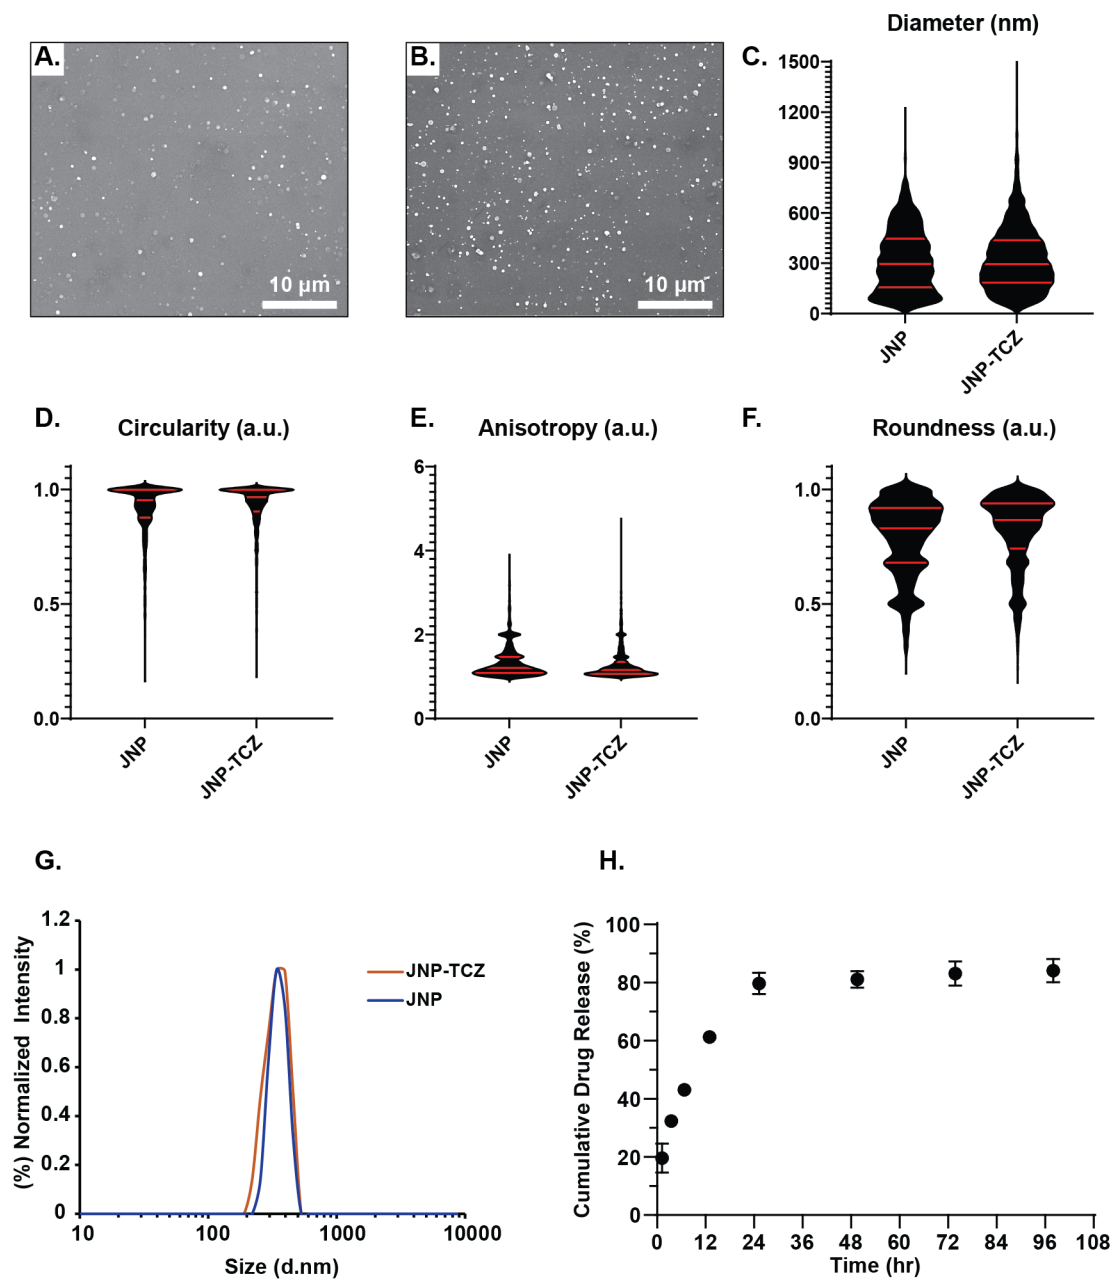 A.
10 µm
B.
10 µm
C.
Diameter (nm)
1500
1200
900
600
300
0
JNP
JNP-TCZ
D.
Circularity (a.u.)
1.0
0.5
0.0
JNP
JNP-TCZ
E.
Anisotropy (a.u.)
6
4
2
0
JNP
JNP-TCZ
F.
Roundness (a.u.)
1.0
0.5
0.0
JNP
JNP-TCZ
G.
(%) Normalized Intensity
1.2
1
0.8
0.6
0.4
0.2
0
10 100 1000 10000
Size (d.nm)
JNP-TCZ
JNP
H.
Cumulative Drug Release (%)
100
80
60
40
20
0
0 12 24 36 48 60 72 84 96 108
Time (hr)